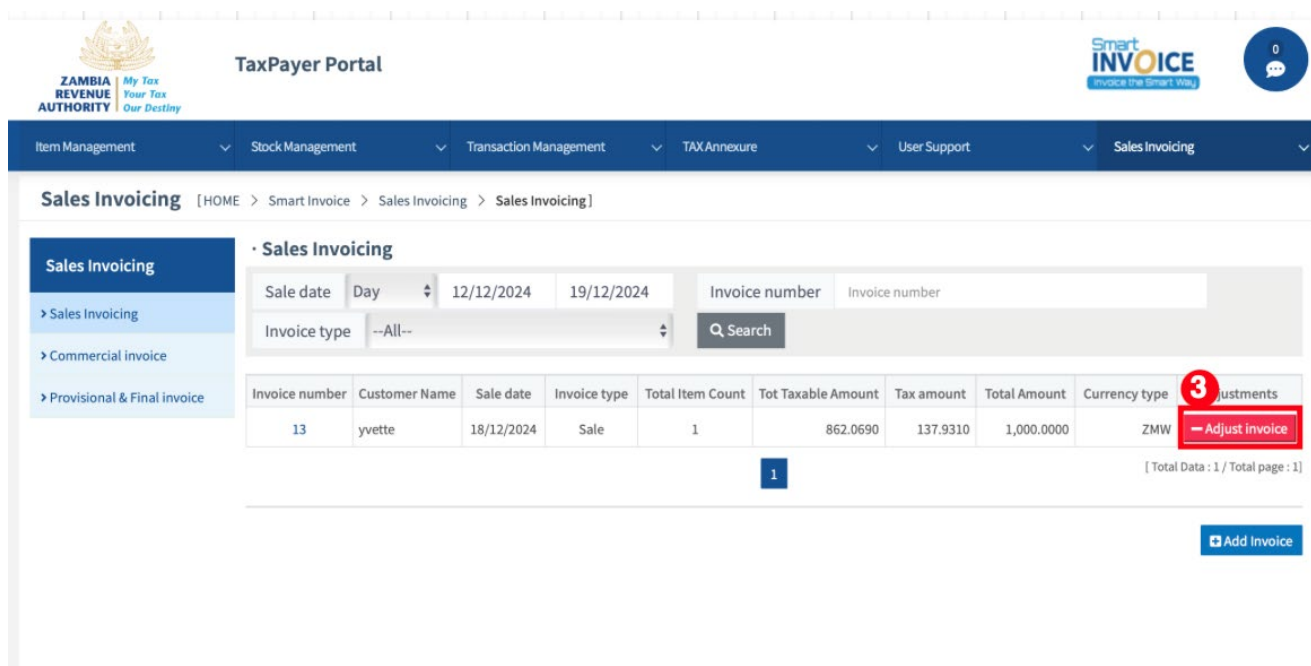 ZAMBIA
REVENUE
AUTHORITY
My Tax
Your Tax
Our Destiny
TaxPayer Portal
Smart
INVOICE
Invoice the Smart Way
0
Item Management
Stock Management
Transaction Management
TAX Annexure
User Support
Sales Invoicing
Sales Invoicing [HOME > Smart Invoice > Sales Invoicing > Sales Invoicing]
Sales Invoicing
> Sales Invoicing
> Commercial invoice
> Provisional & Final invoice
· Sales Invoicing
Sale date Day 12/12/2024 19/12/2024 Invoice number Invoice number
Invoice type --All-- Search
Invoice number Customer Name Sale date Invoice type Total Item Count Tot Taxable Amount Tax amount Total Amount Currency type 3 justments
13 yvette 18/12/2024 Sale 1 862.0690 137.9310 1,000.0000 ZMW Adjust invoice
1
[ Total Data : 1 / Total page : 1]
Add Invoice